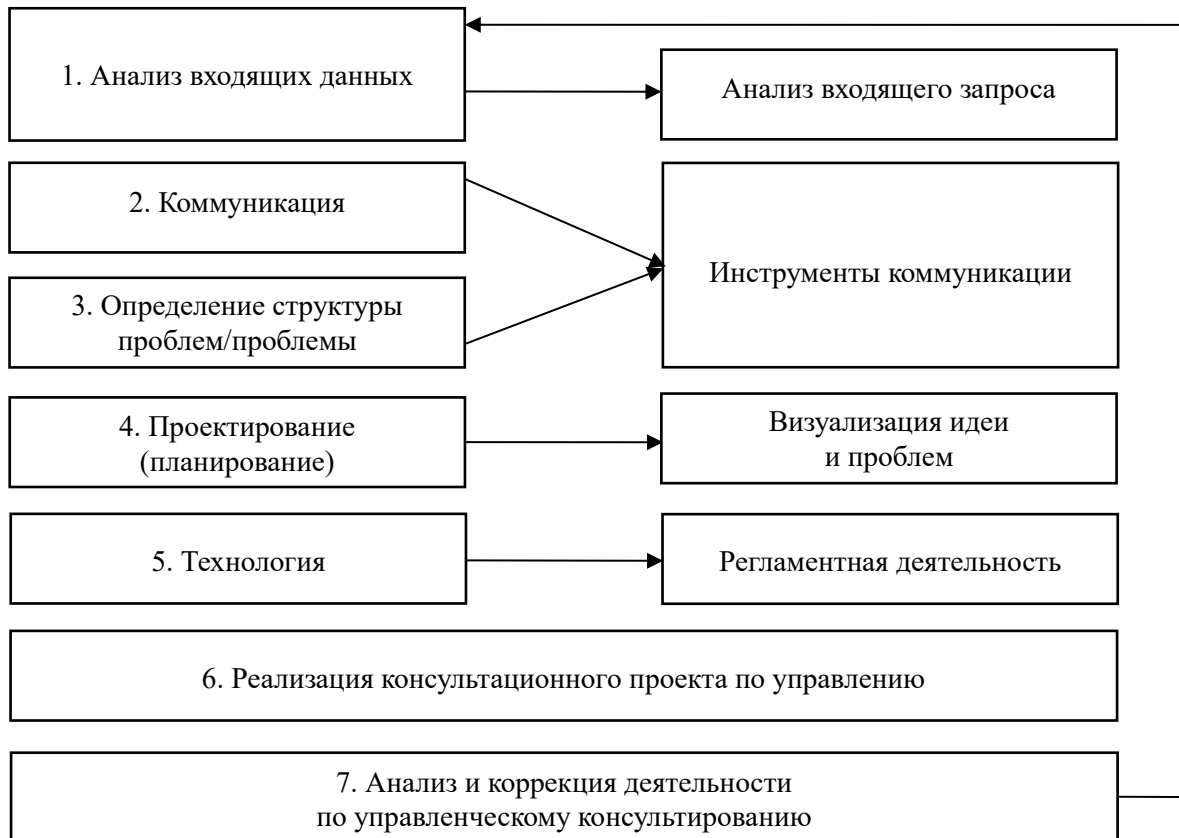 1. Анализ входящих данных
Анализ входящего запроса
2. Коммуникация
Инструменты коммуникации
3. Определение структуры
проблем/проблемы
4. Проектирование
(планирование)
Визуализация идеи
и проблем
5. Технология
Регламентная деятельность
6. Реализация консультационного проекта по управлению
7. Анализ и коррекция деятельности
по управленческому консультированию